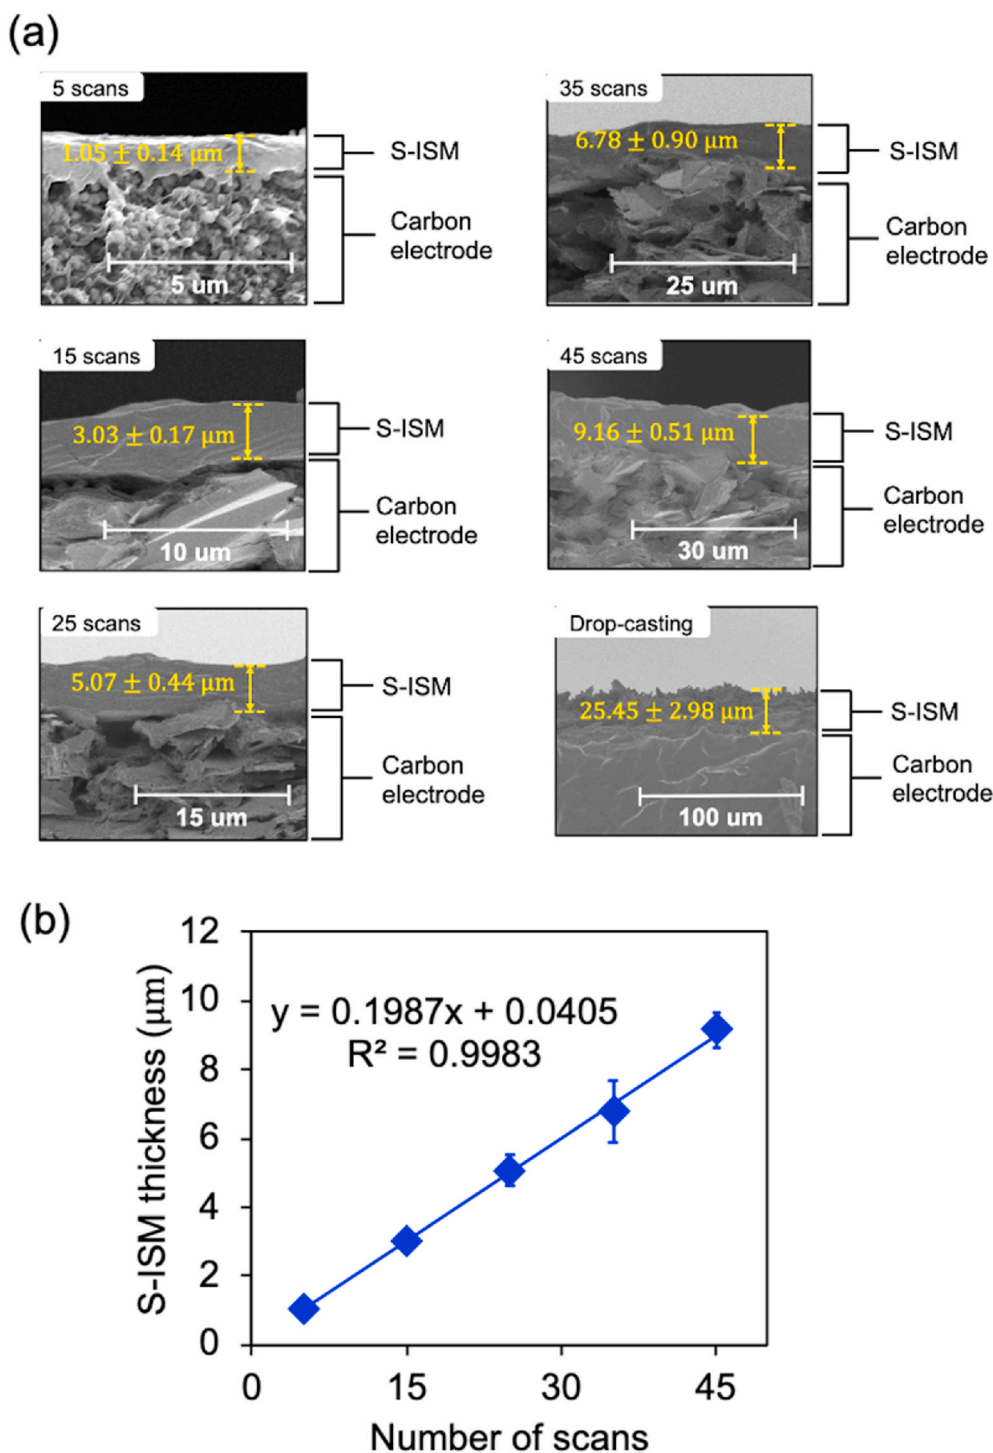 (a)
5 scans
1.05 ± 0.14 μm
5 um
S-ISM
Carbon
electrode
35 scans
6.78 ± 0.90 μm
25 um
S-ISM
Carbon
electrode
15 scans
3.03 ± 0.17 μm
10 um
S-ISM
Carbon
electrode
45 scans
9.16 ± 0.51 μm
30 um
S-ISM
Carbon
electrode
25 scans
5.07 ± 0.44 μm
15 um
S-ISM
Carbon
electrode
Drop-casting
25.45 ± 2.98 μm
100 um
S-ISM
Carbon
electrode
(b)
S-ISM thickness (μm)
12
10
8
6
4
2
0
y = 0.1987x + 0.0405
R² = 0.9983
0 15 30 45
Number of scans